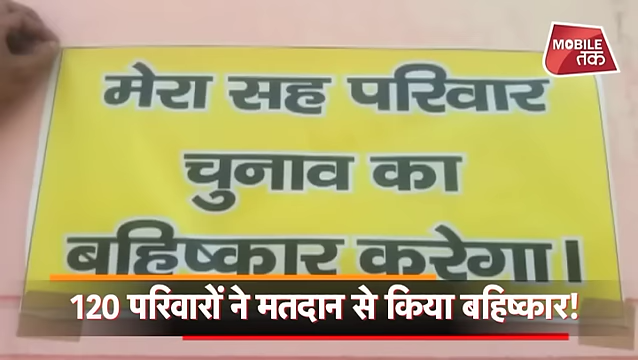 MOBILE
तक
मेरा सह परिवार
चुनाव का
बहिष्कार करेगा।
120 परिवारों ने मतदान से किया बहिष्कार!